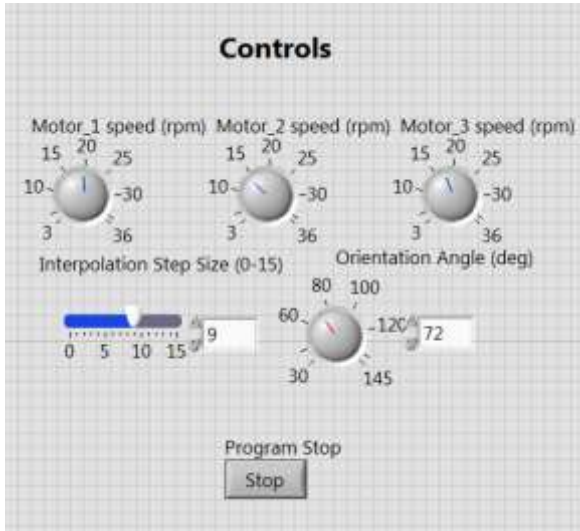 Controls
Motor_1 speed (rpm) Motor_2 speed (rpm) Motor_3 speed (rpm)
15 20 25 15 20 25 15 20 25
10 30 10 30 10 30
3 36 3 36 3 36
Interpolation Step Size (0-15) Orientation Angle (deg)
80 100
60 120
9 72
0 5 10 15
30 145
Program Stop
Stop